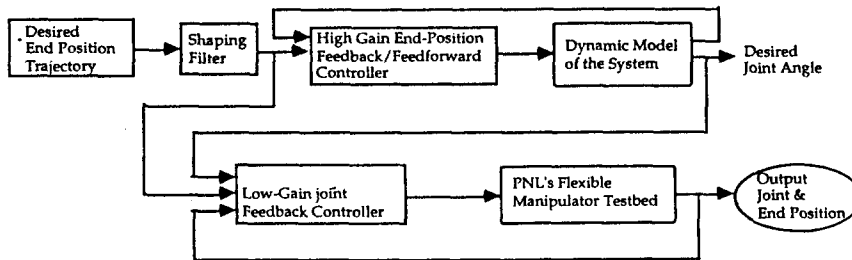 Desired
End Position
Trajectory
Shaping
Filter
High Gain End-Position
Feedback/Feedforward
Controller
Dynamic Model
of the System
Desired
Joint Angle
Low-Gain joint
Feedback Controller
PNL's Flexible
Manipulator Testbed
Output
Joint &
End Position